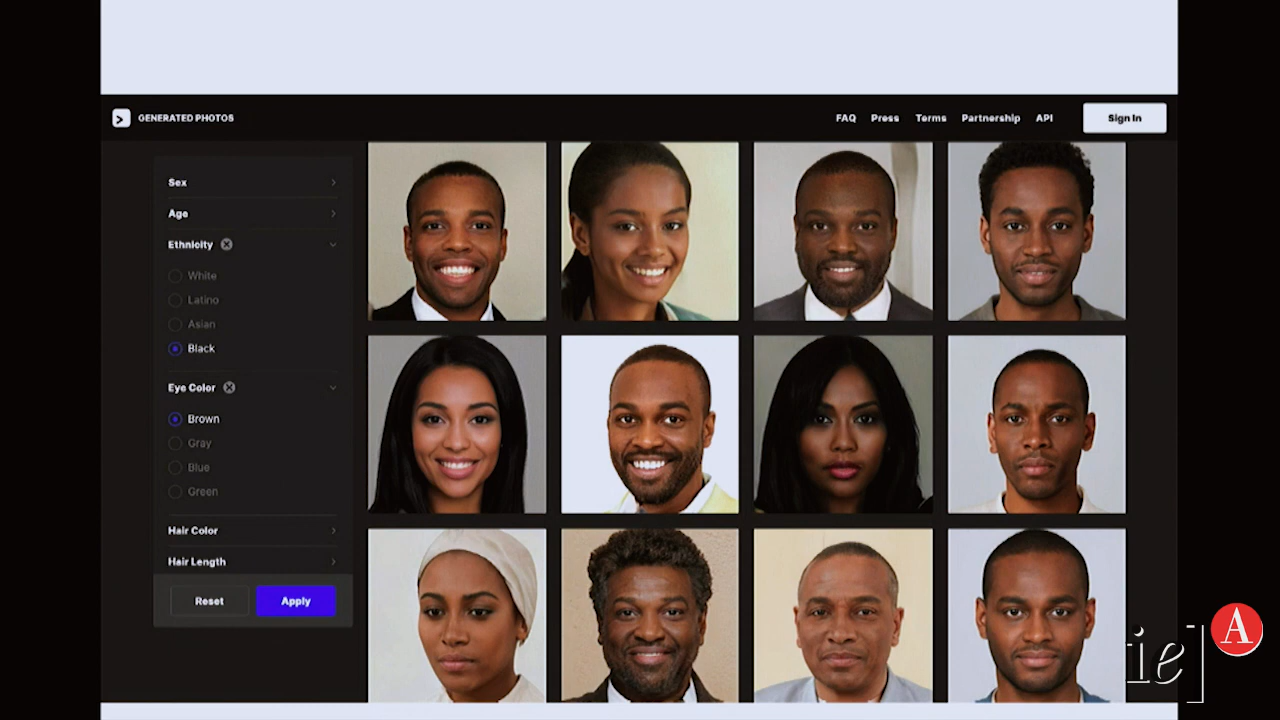 GENERATED PHOTOS
FAQ Press Terms Partnership API Sign In
Sex
Age
Ethnicity
White
Latino
Asian
Black
Eye Color
Brown
Gray
Blue
Green
Hair Color
Hair Length
Reset Apply
ie]
A